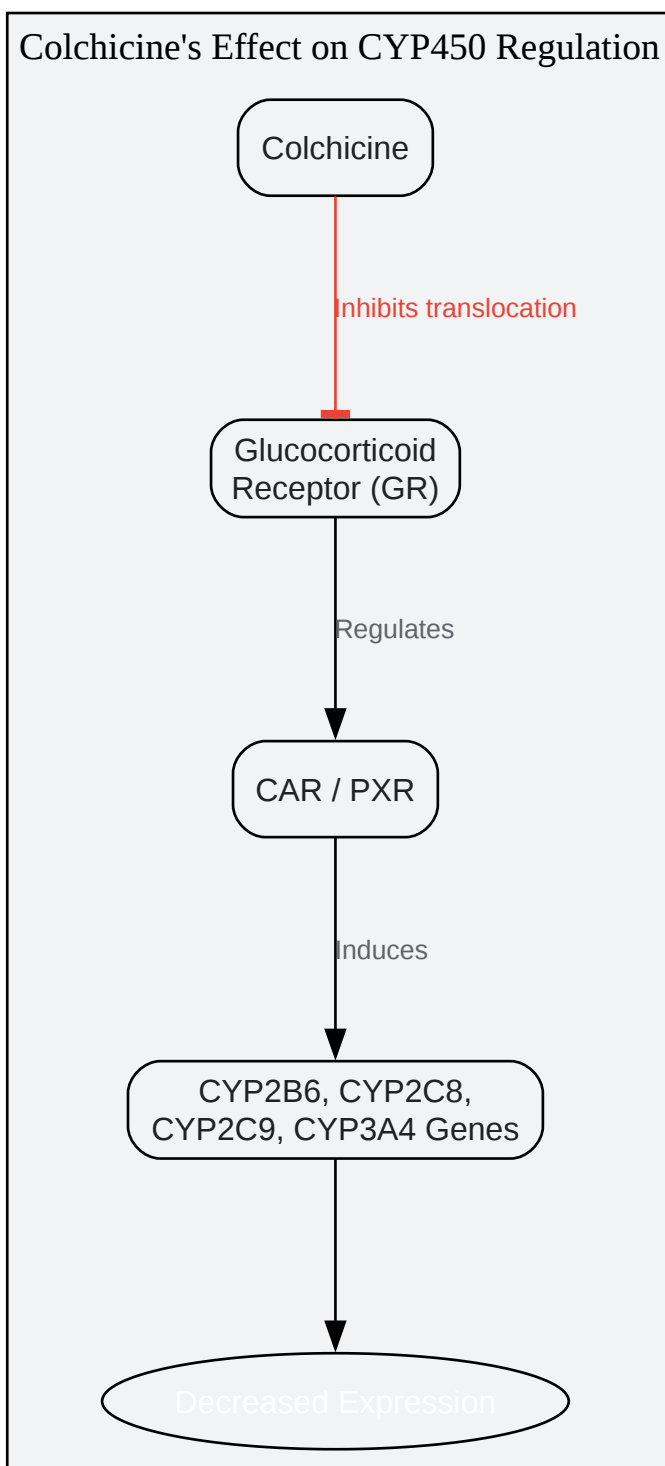 Colchicine's Effect on CYP450 Regulation
Colchicine
Inhibits translocation
Glucocorticoid
Receptor (GR)
Regulates
CAR / PXR
Induces
CYP2B6, CYP2C8,
CYP2C9, CYP3A4 Genes
Decreased Expression